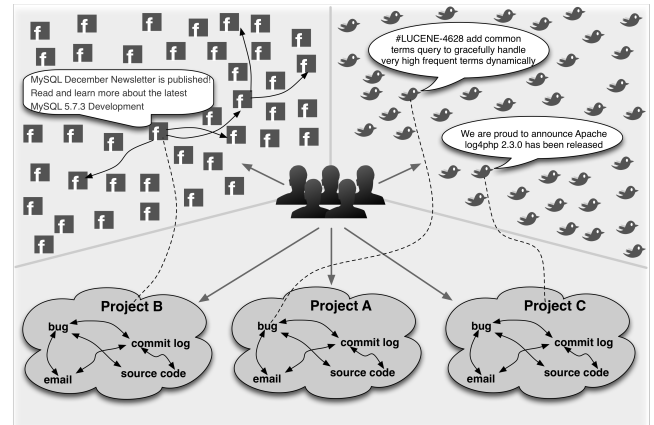 #LUCENE-4628 add common
terms query to gracefully handle
very high frequent terms dynamically
MySQL December Newsletter is published!
Read and learn more about the latest
MySQL 5.7.3 Development
We are proud to announce Apache
log4php 2.3.0 has been released
Project B
bug
commit log
source code
email
Project A
bug
commit log
source code
email
Project C
bug
commit log
source code
email